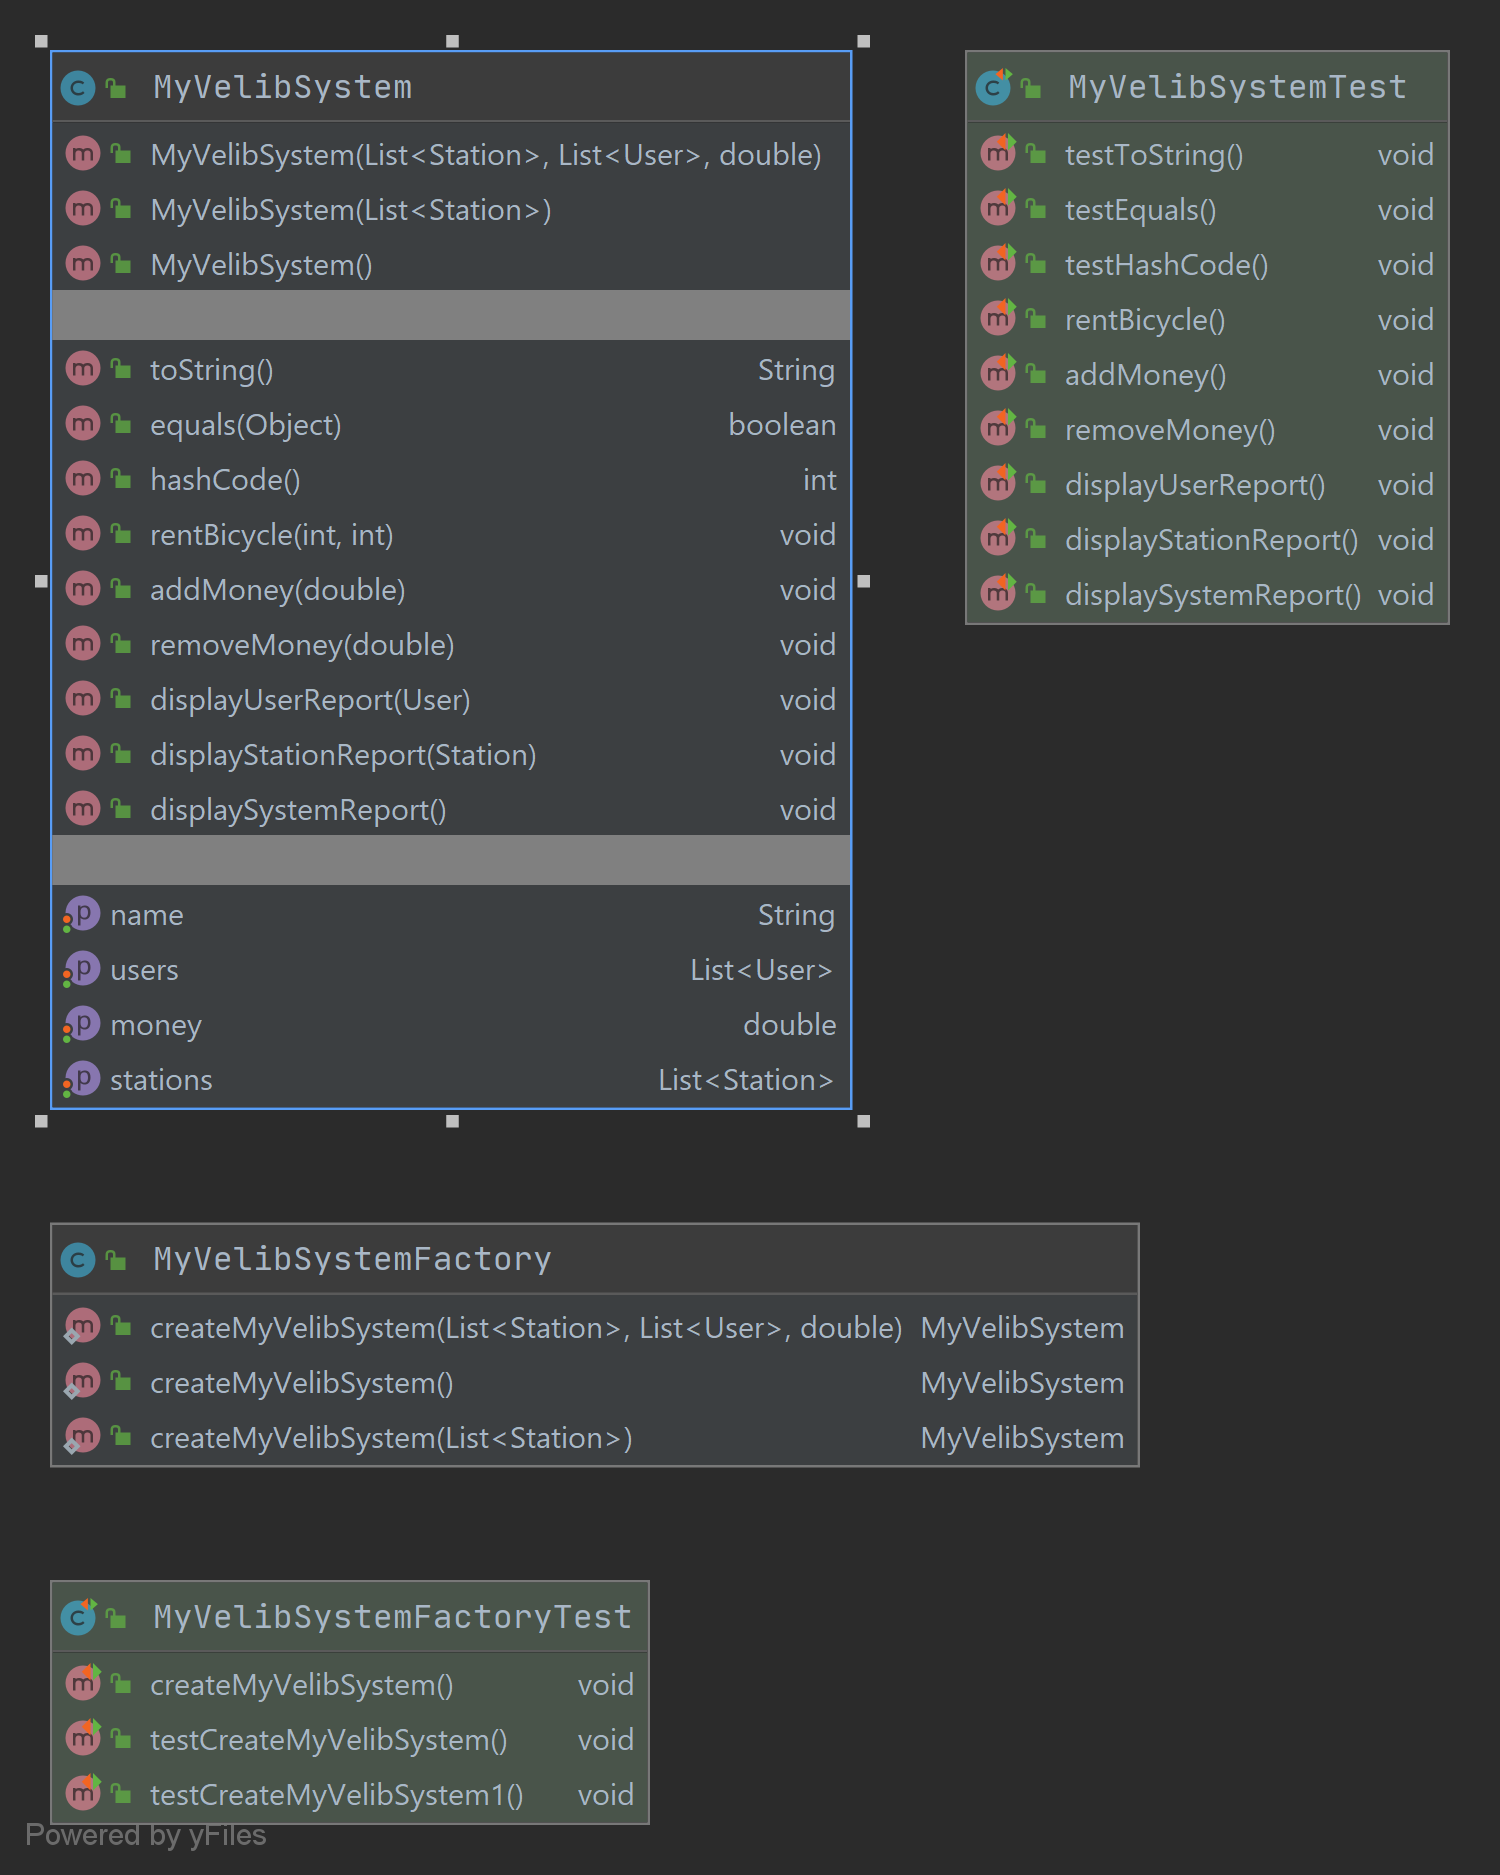 MyVelibSystem
MyVelibSystem(List<Station>, List<User>, double)
MyVelibSystem(List<Station>)
MyVelibSystem()
toString() String
equals(Object) boolean
hashCode() int
rentBicycle(int, int) void
addMoney(double) void
removeMoney(double) void
displayUserReport(User) void
displayStationReport(Station) void
displaySystemReport() void
name String
users List<User>
money double
stations List<Station>
MyVelibSystemTest
testToString() void
testEquals() void
testHashCode() void
rentBicycle() void
addMoney() void
removeMoney() void
displayUserReport() void
displayStationReport() void
displaySystemReport() void
MyVelibSystemFactory
createMyVelibSystem(List<Station>, List<User>, double) MyVelibSystem
createMyVelibSystem() MyVelibSystem
createMyVelibSystem(List<Station>) MyVelibSystem
MyVelibSystemFactoryTest
createMyVelibSystem() void
testCreateMyVelibSystem() void
testCreateMyVelibSystem1() void
Powered by yFiles